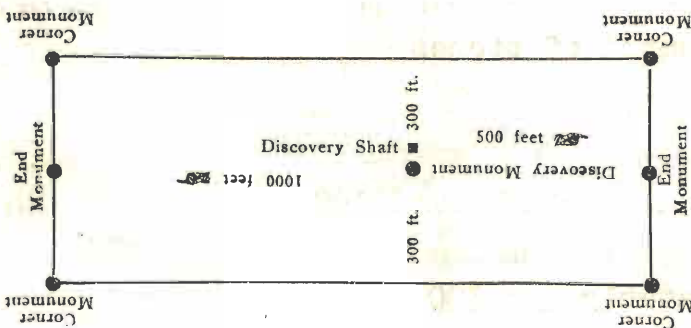 Corner
Monument
Corner
Monument
300 ft.
500 feet
Discovery Shaft
Discovery Monument
End
Monument
1000 feet
End
Monument
300 ft.
Corner
Monument
Corner
Monument